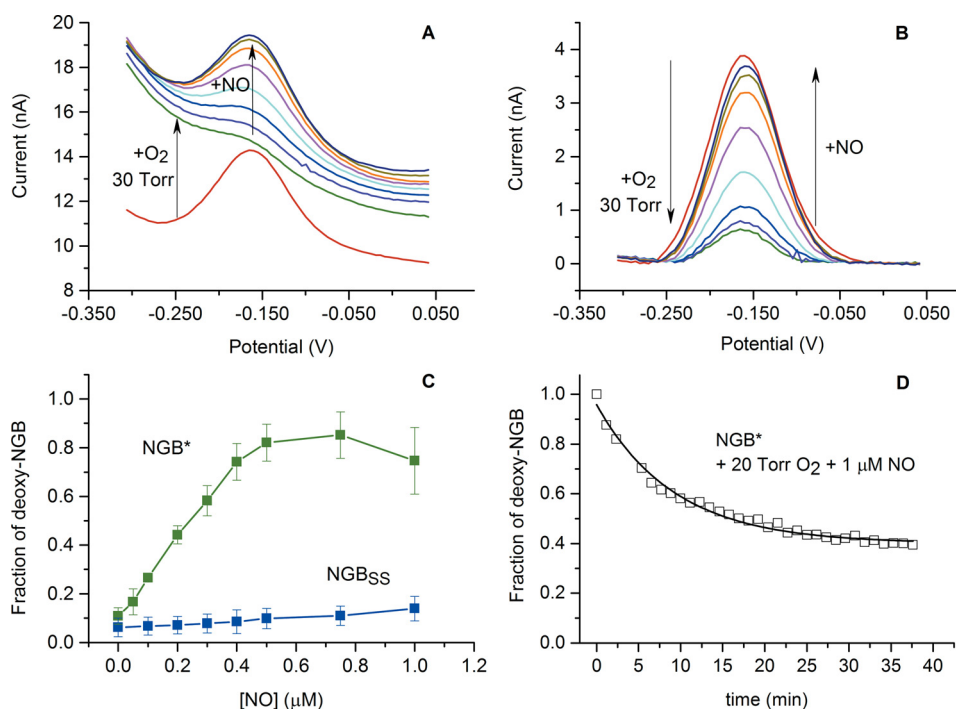 A
20
18
16
14
12
10
8
Current (nA)
+NO
+O2
30 Torr
-0.350 -0.250 -0.150 -0.050 0.050
Potential (V)
B
4
3
2
1
0
Current (nA)
+O2
30 Torr
+NO
-0.350 -0.250 -0.150 -0.050 0.050
Potential (V)
C
1.0
0.8
0.6
0.4
0.2
0.0
Fraction of deoxy-NGB
NGB*
NGBSS
0.0 0.2 0.4 0.6 0.8 1.0 1.2
[NO] (μM)
D
1.0
0.8
0.6
0.4
0.2
0.0
Fraction of deoxy-NGB
NGB*
+ 20 Torr O2 + 1 μM NO
0 5 10 15 20 25 30 35 40
time (min)